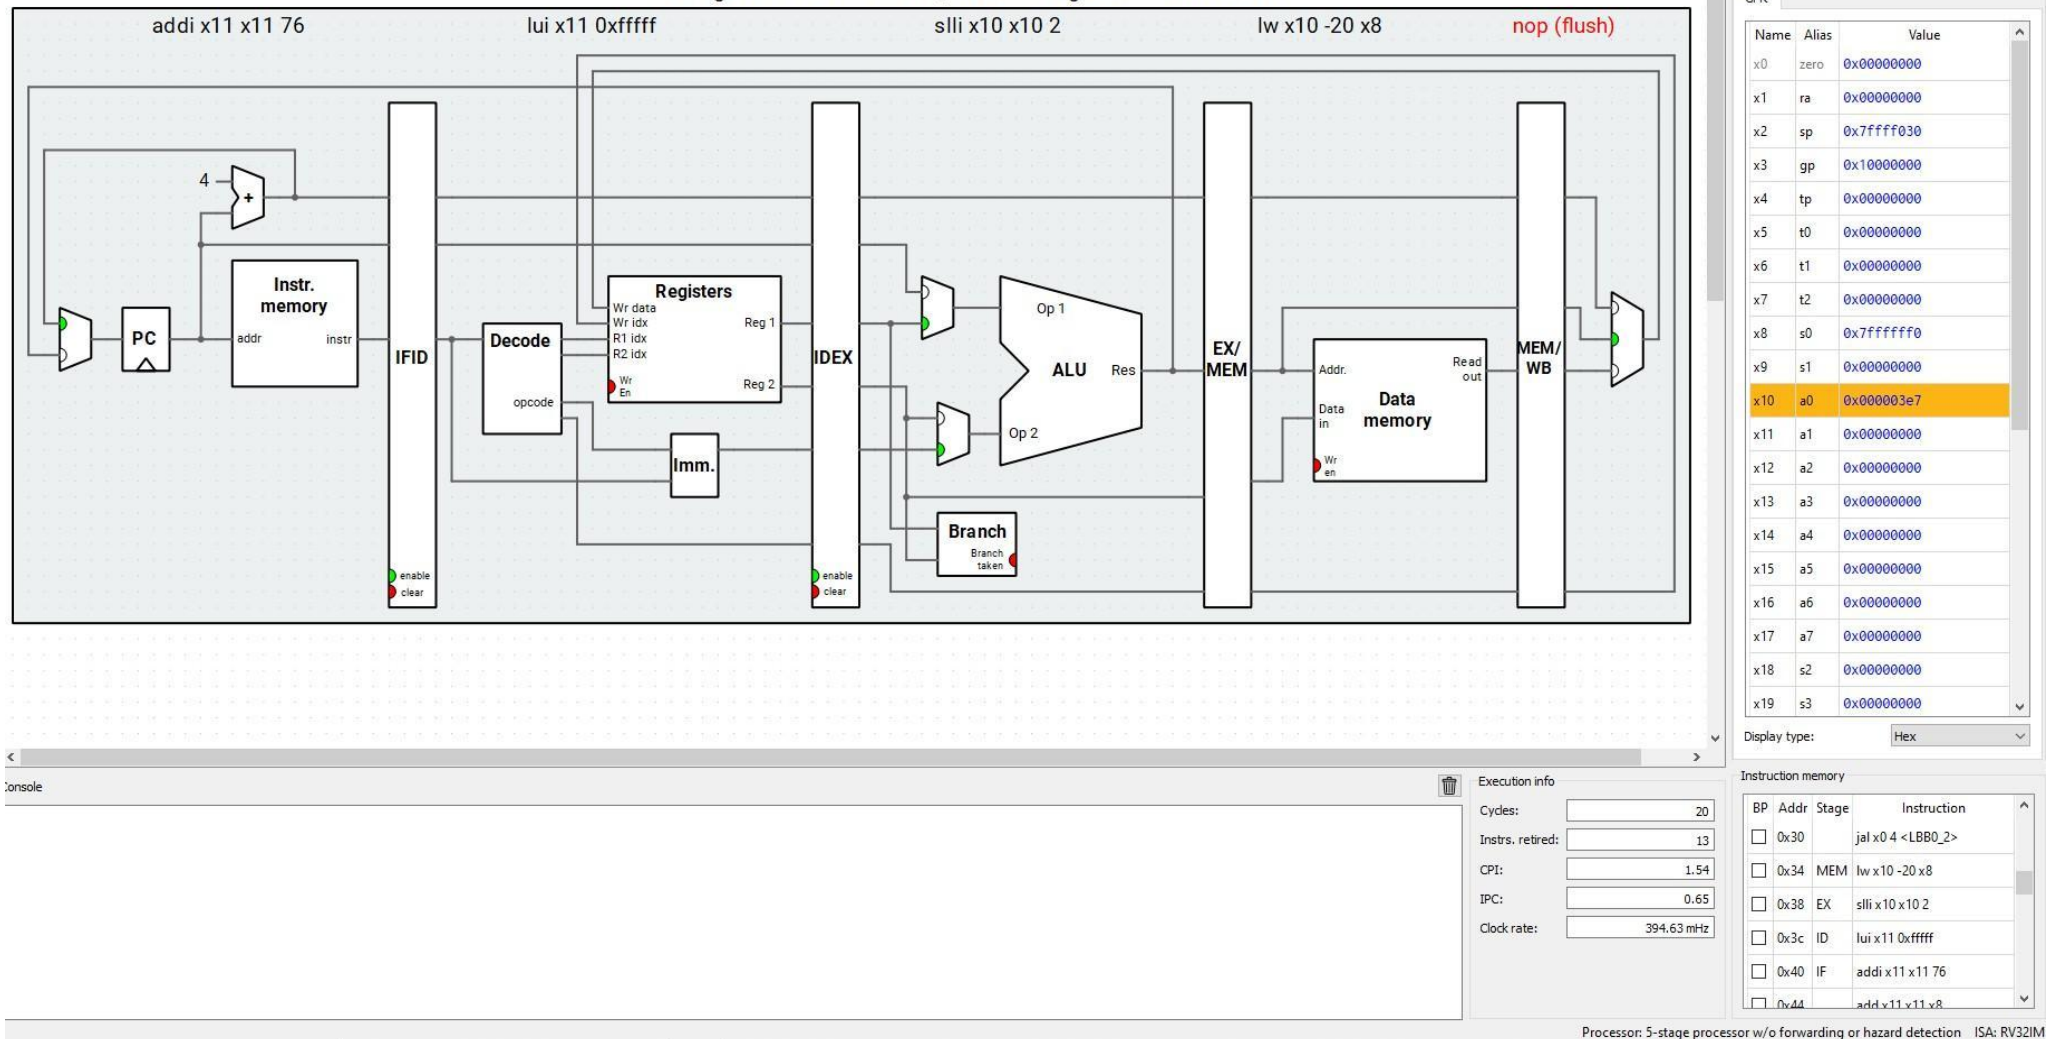 addi x11 x11 76
lui x11 0xfffff
slli x10 x10 2
lw x10 -20 x8
nop (flush)
4
+
Instr.
memory
addr
instr
PC
IFID
enable
clear
Decode
opcode
Registers
Wr data
Wr idx
R1 idx
R2 idx
Wr
En
Reg 1
Reg 2
Imm.
IDEX
enable
clear
Op 1
Op 2
ALU
Res
Branch
Branch
taken
EX/
MEM
Addr.
Data
in
Wr
en
Data
memory
Read
out
MEM/
WB
Name Alias Value
x0 zero 0x00000000
x1 ra 0x00000000
x2 sp 0x7ffff030
x3 gp 0x10000000
x4 tp 0x00000000
x5 t0 0x00000000
x6 t1 0x00000000
x7 t2 0x00000000
x8 s0 0x7ffffff0
x9 s1 0x00000000
x10 a0 0x000003e7
x11 a1 0x00000000
x12 a2 0x00000000
x13 a3 0x00000000
x14 a4 0x00000000
x15 a5 0x00000000
x16 a6 0x00000000
x17 a7 0x00000000
x18 s2 0x00000000
x19 s3 0x00000000
Display type: Hex
Console
Execution info
Cycles: 20
Instrs. retired: 13
CPI: 1.54
IPC: 0.65
Clock rate: 394.63 mHz
Instruction memory
BP Addr Stage Instruction
0x30 jal x0 4 <LBB0_2>
0x34 MEM lw x10 -20 x8
0x38 EX slli x10 x10 2
0x3c ID lui x11 0xfffff
0x40 IF addi x11 x11 76
0x44 add x11 x11 x8
Processor: 5-stage processor w/o forwarding or hazard detection ISA: RV32IM